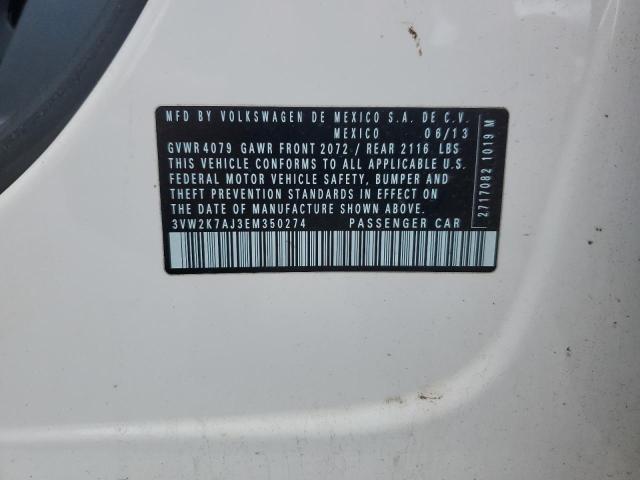 MFD BY VOLKSWAGEN DE MEXICO S.A. DE C.V.
MEXICO 06/13
GVWR 4079 GAWR FRONT 2072 / REAR 2116 LBS
THIS VEHICLE CONFORMS TO ALL APPLICABLE U.S.
FEDERAL MOTOR VEHICLE SAFETY, BUMPER AND
THEFT PREVENTION STANDARDS IN EFFECT ON
THE DATE OF MANUFACTURE SHOWN ABOVE.
3VW2K7AJ3EM350274 PASSENGER CAR
2717082 1019 M